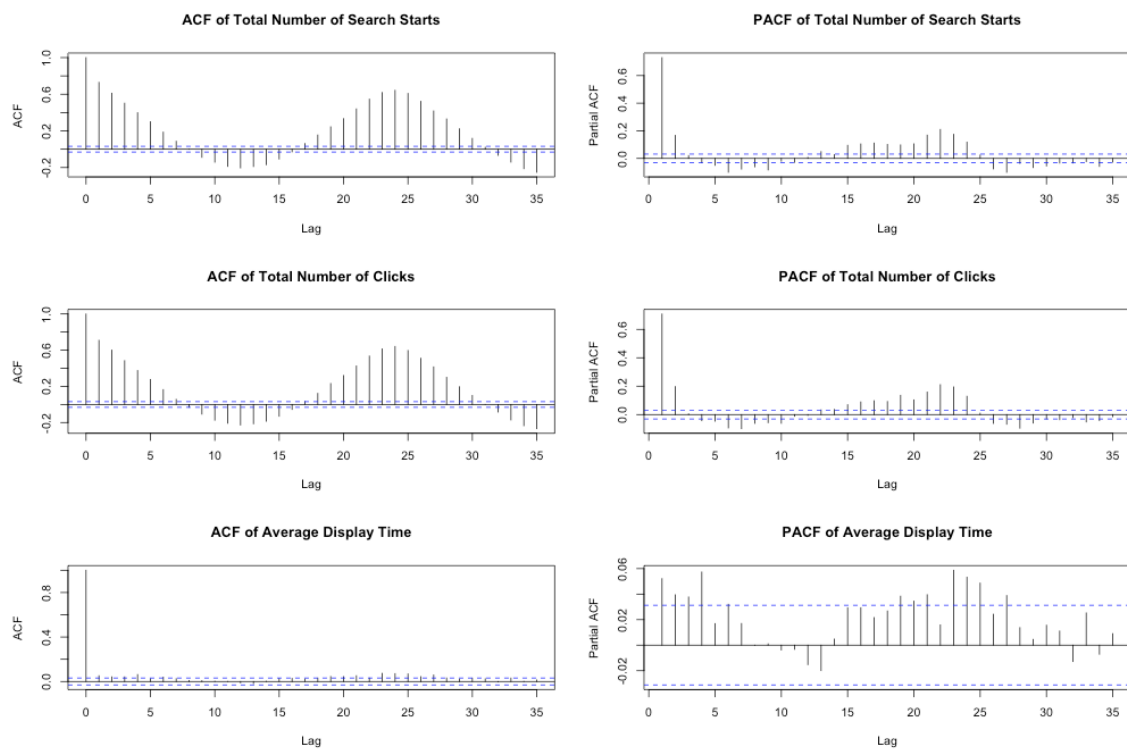 ACF of Total Number of Search Starts
ACF
1.0
0.6
0.2
-0.2
0 5 10 15 20 25 30 35
Lag
PACF of Total Number of Search Starts
Partial ACF
0.6
0.4
0.2
0.0
0 5 10 15 20 25 30 35
Lag
ACF of Total Number of Clicks
ACF
1.0
0.6
0.2
-0.2
0 5 10 15 20 25 30 35
Lag
PACF of Total Number of Clicks
Partial ACF
0.6
0.4
0.2
0.0
0 5 10 15 20 25 30 35
Lag
ACF of Average Display Time
ACF
0.8
0.4
0.0
0 5 10 15 20 25 30 35
Lag
PACF of Average Display Time
Partial ACF
0.06
0.02
-0.02
0 5 10 15 20 25 30 35
Lag